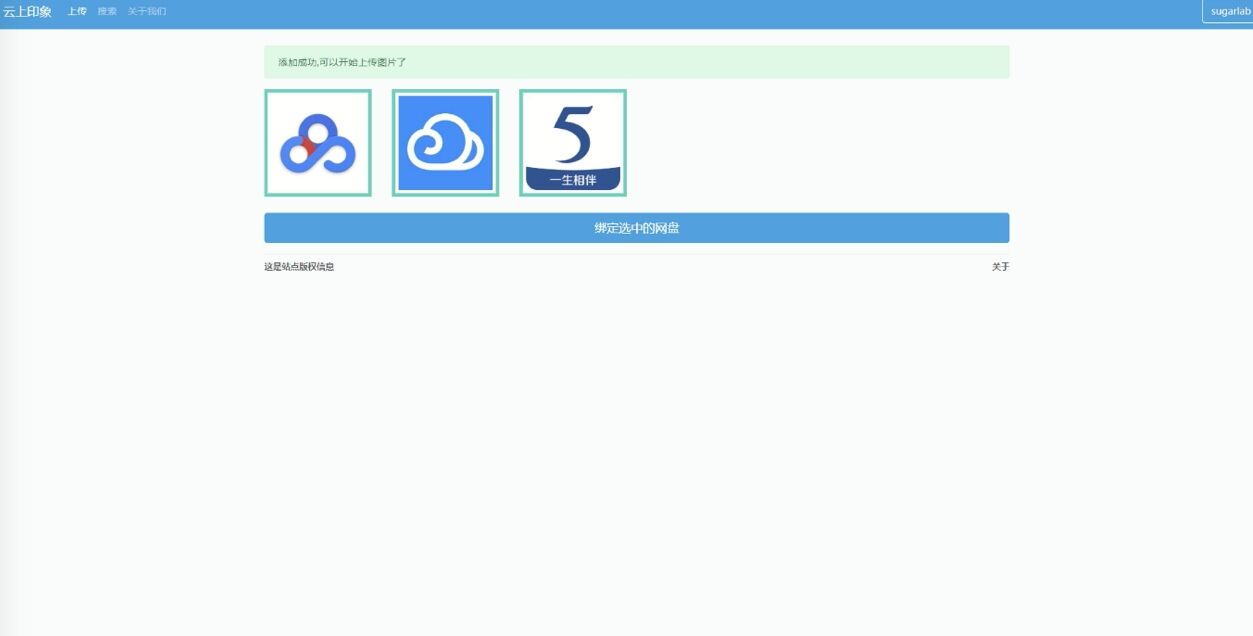 云上印象 上传 搜索 关于我们 sugarlab
添加成功,可以开始上传图片了
5
一生相伴
绑定选中的网盘
这是站点版权信息 关于